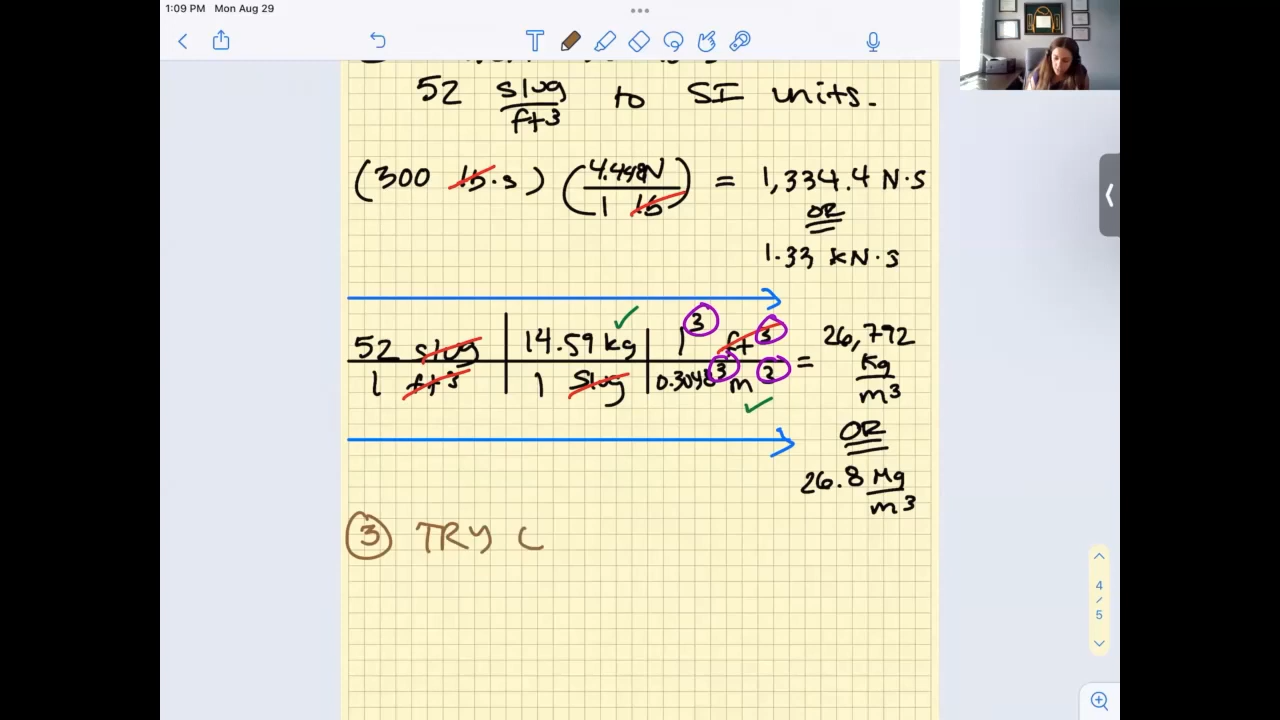 1:09 PM Mon Aug 29
52 slug/ft³ to SI units.
(300 lb·s) (4.448N / 1 lb) = 1,334.4 N·s
OR
1.33 kN·s
52 slug | 14.59 kg | 1³ ft³ = 26,792 Kg/m³
1 ft³ | 1 Slug | 0.3048³ m³
OR
26.8 Mg/m³
3 TRY C
4
/
5